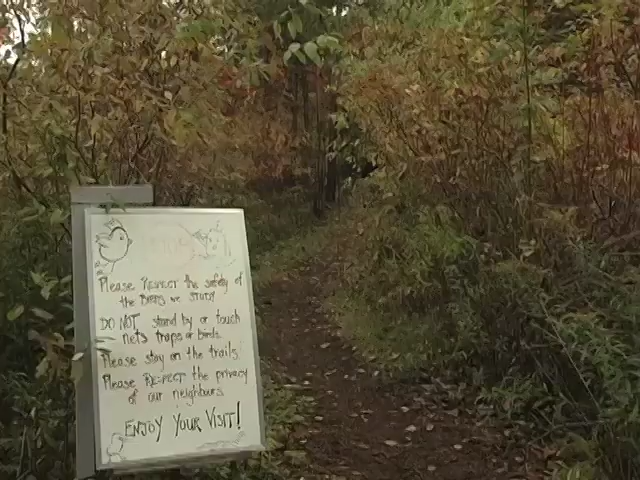 Please RESPECT the safety of
the BIRDS we STUDY
DO NOT stand by or touch
nets traps or birds.
Please stay on the trails.
Please RESPECT the privacy
of our neighbours
ENJOY YOUR VISIT!